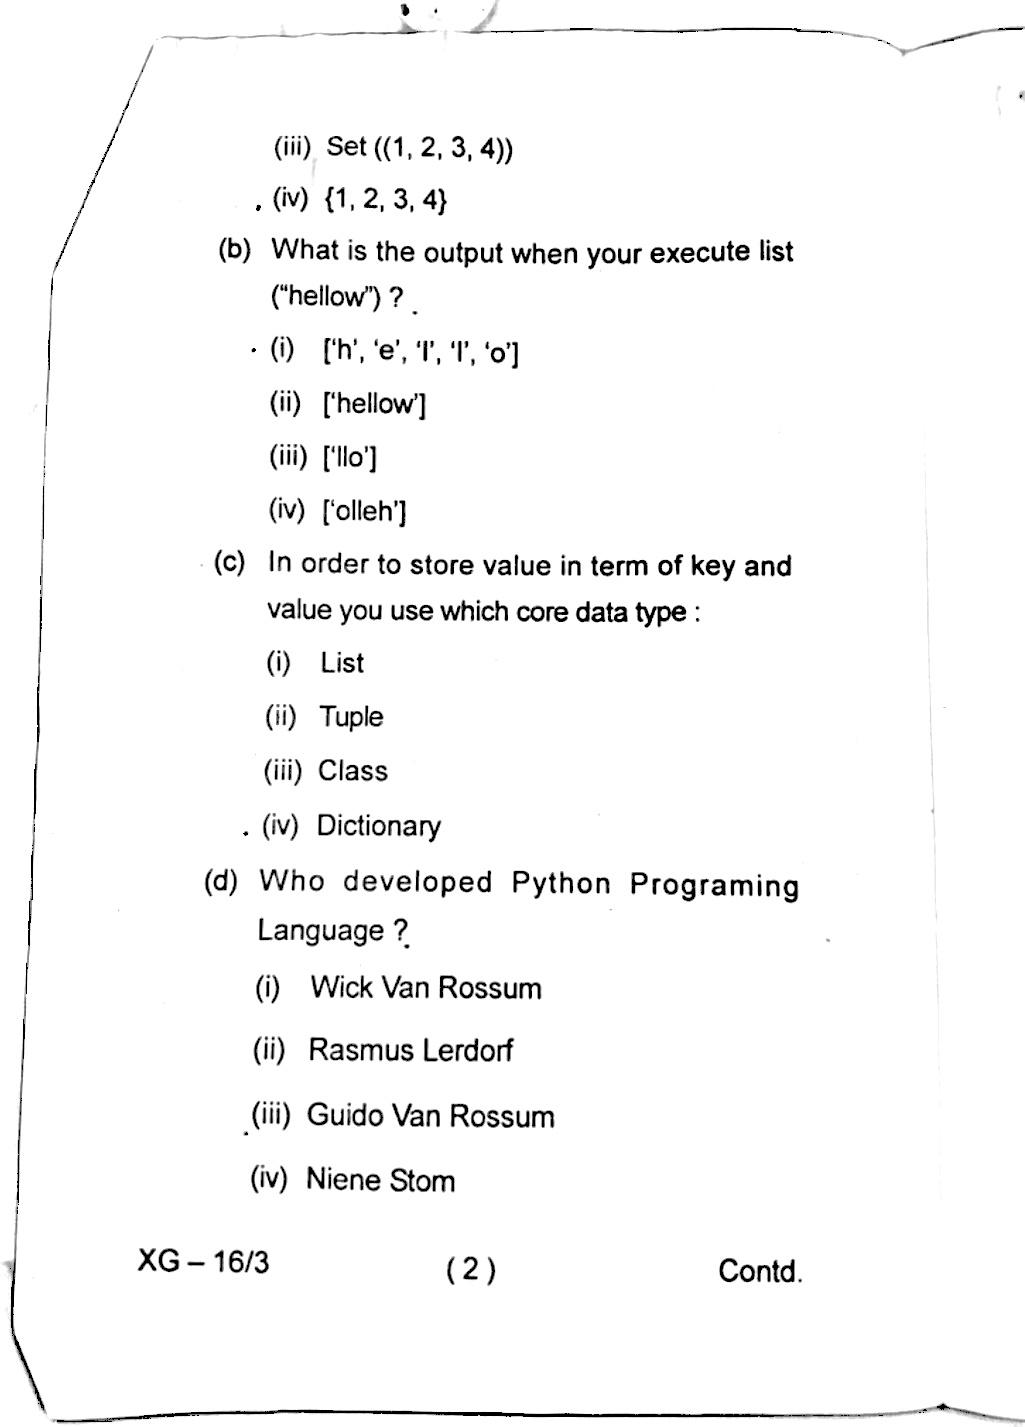 (iii) Set ((1, 2, 3, 4))
(iv) {1, 2, 3, 4}
(b) What is the output when your execute list
(“hellow”) ?
(i) [‘h’, ‘e’, ‘l’, ‘l’, ‘o’]
(ii) [‘hellow’]
(iii) [‘llo’]
(iv) [‘olleh’]
(c) In order to store value in term of key and
value you use which core data type :
(i) List
(ii) Tuple
(iii) Class
(iv) Dictionary
(d) Who developed Python Programing
Language ?
(i) Wick Van Rossum
(ii) Rasmus Lerdorf
(iii) Guido Van Rossum
(iv) Niene Stom
XG – 16/3 (2) Contd.